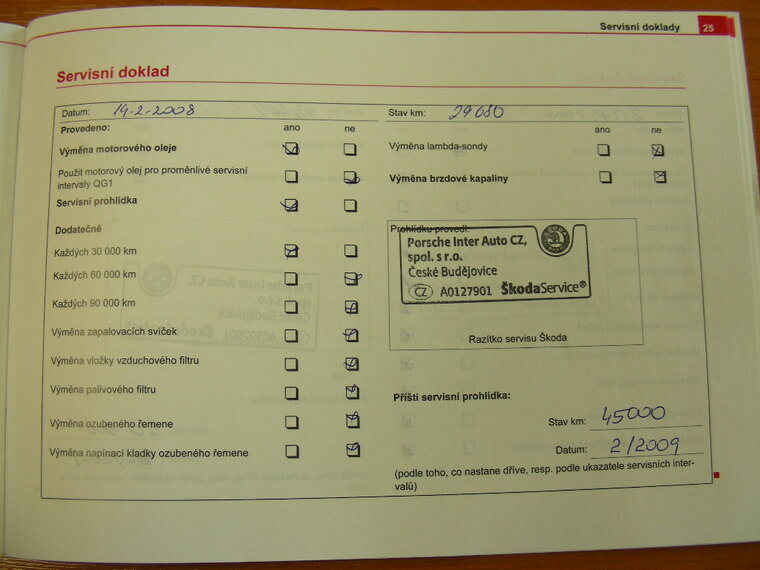 Servisní doklady 25
Servisní doklad
Datum: 19-2-2008 Stav km: 29680
Provedeno: ano ne ano ne
Výměna motorového oleje
Výměna lambda-sondy
Použit motorový olej pro proměnlivé servisní
intervaly QG1
Výměna brzdové kapaliny
Servisní prohlídka
Dodatečně
Každých 30 000 km
Každých 60 000 km
Každých 90 000 km
Výměna zapalovacích svíček
Výměna vložky vzduchového filtru
Výměna palivového filtru
Výměna ozubeného řemene
Výměna napínací kladky ozubeného řemene
Prohlídku provedl:
Porsche Inter Auto CZ,
spol. s r.o.
České Budějovice
CZ A0127901 ŠkodaService®
Razítko servisu Škoda
Příští servisní prohlídka:
Stav km: 45000
Datum: 2/2009
(podle toho, co nastane dříve, resp. podle ukazatele servisních inter-
valů)